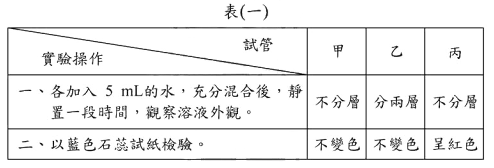 表(一)
試管
實驗操作
甲 乙 丙
一、各加入 5 mL的水，充分混合後，靜
置一段時間，觀察溶液外觀。
不分層 分兩層 不分層
二、以藍色石蕊試紙檢驗。 不變色 不變色 呈紅色